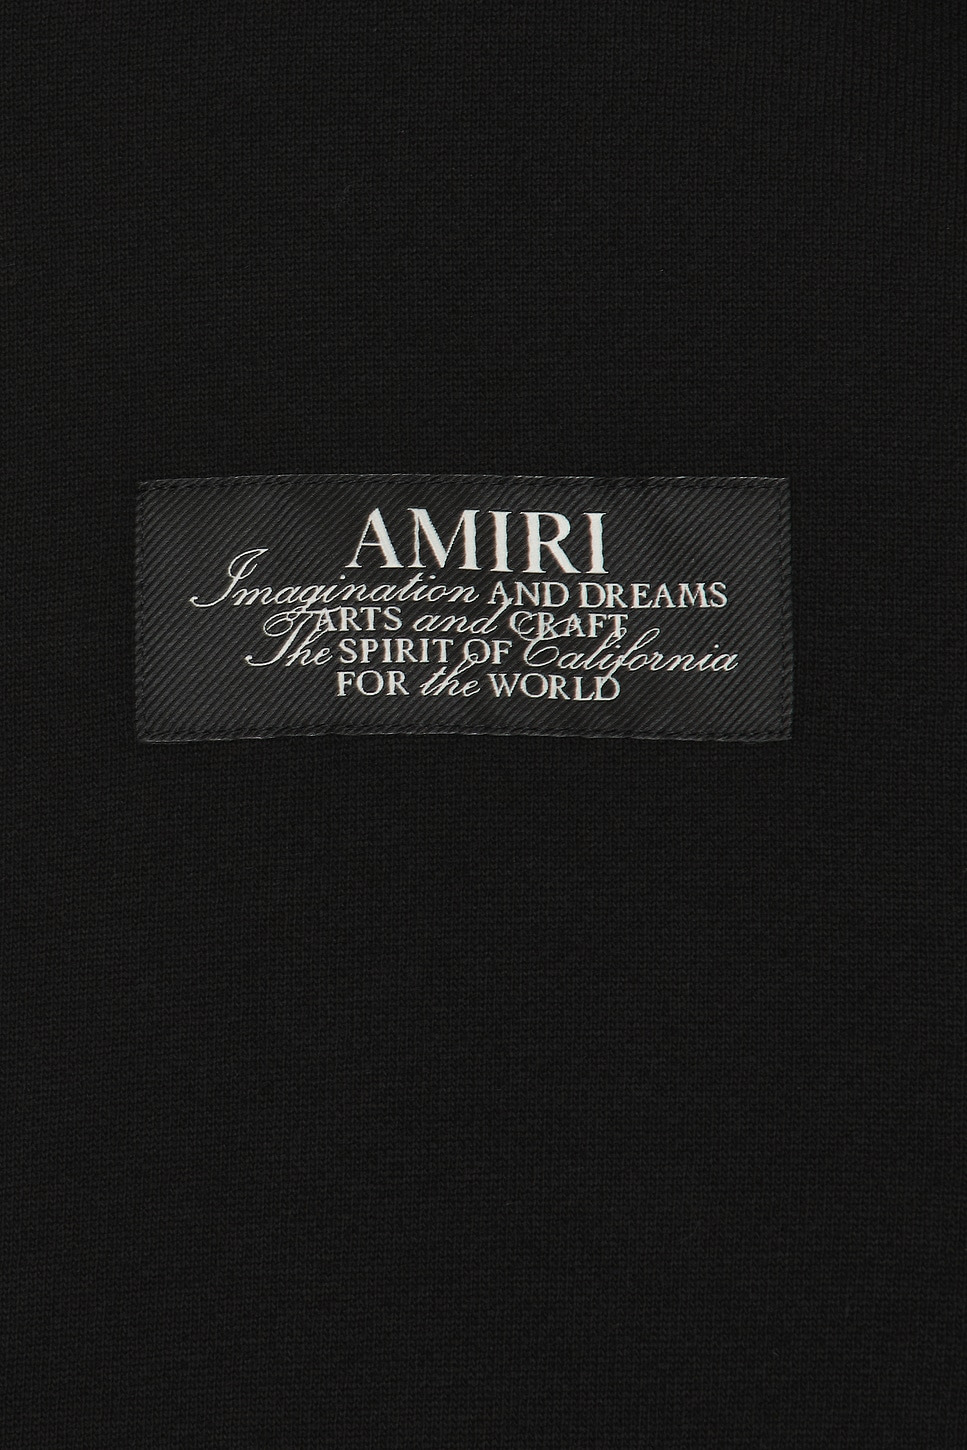 AMIRI
Imagination AND DREAMS
ARTS and CRAFT
The SPIRIT OF California
FOR the WORLD